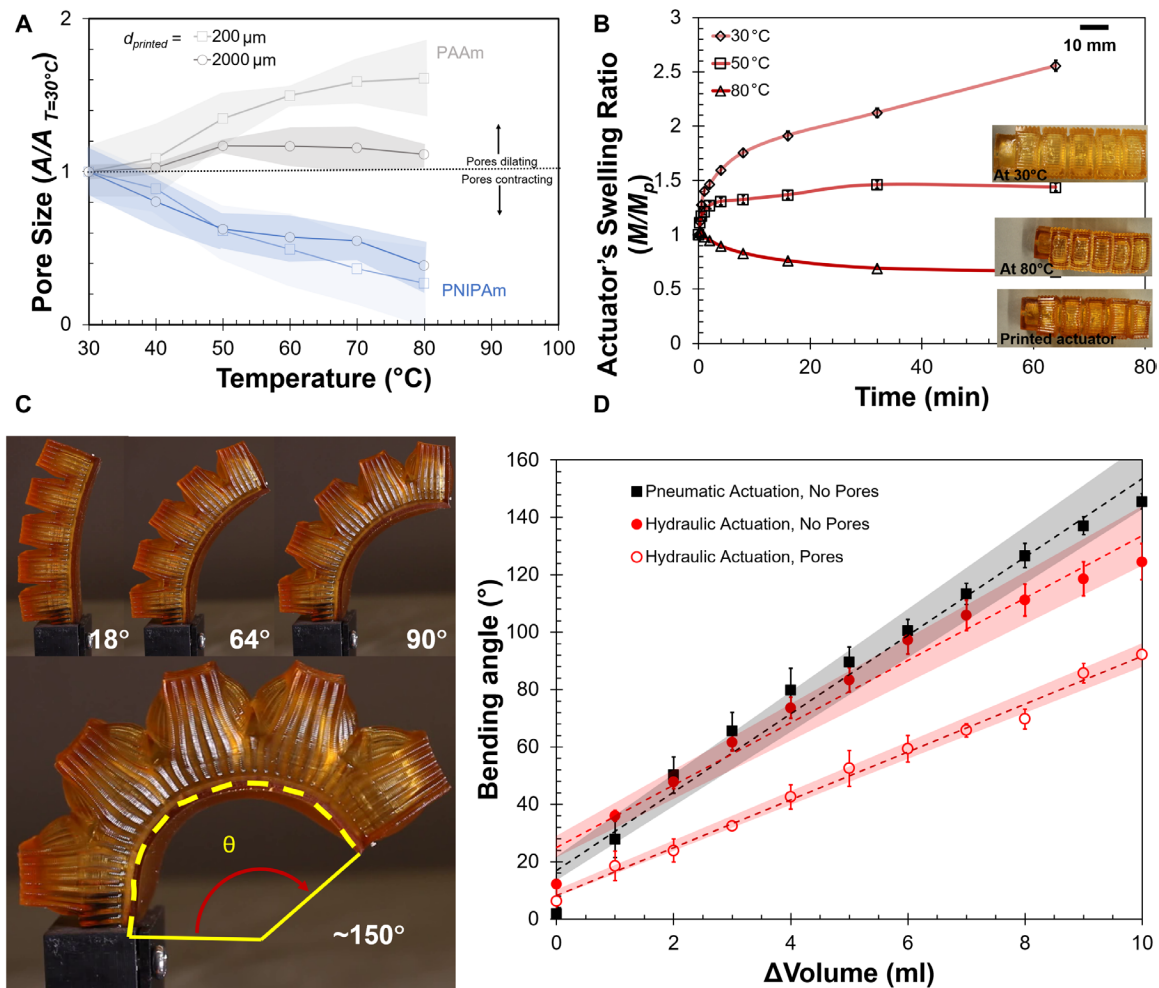 A
Pore Size (A/A T=30°C)
2
1
0
d printed =
200 µm
2000 µm
PAAm
Pores dilating
Pores contracting
PNIPAm
30 40 50 60 70 80 90 100
Temperature (°C)
B
Actuator's Swelling Ratio
(M/Mp)
3
2.5
2
1.5
1
0.5
0
30°C
50°C
80°C
10 mm
At 30°C
At 80°C
Printed actuator
0 20 40 60 80
Time (min)
C
18°
64°
90°
θ
~150°
D
Bending angle (°)
160
140
120
100
80
60
40
20
0
Pneumatic Actuation, No Pores
Hydraulic Actuation, No Pores
Hydraulic Actuation, Pores
0 2 4 6 8 10
ΔVolume (ml)